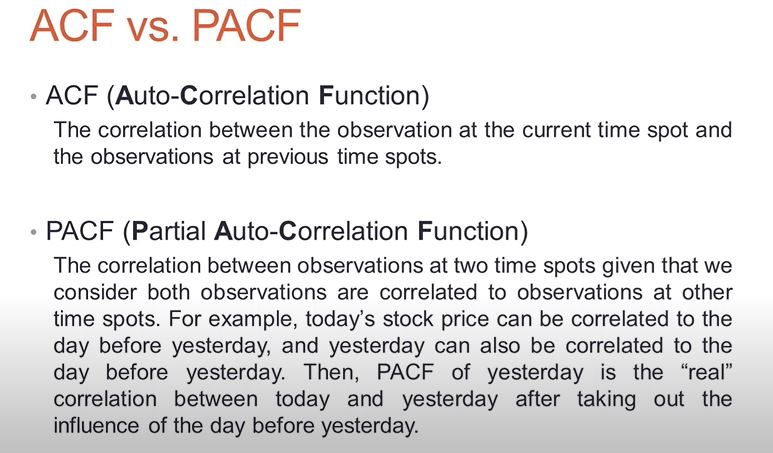 ACF vs. PACF
• ACF (Auto-Correlation Function)
The correlation between the observation at the current time spot and
the observations at previous time spots.
• PACF (Partial Auto-Correlation Function)
The correlation between observations at two time spots given that we
consider both observations are correlated to observations at other
time spots. For example, today's stock price can be correlated to the
day before yesterday, and yesterday can also be correlated to the
day before yesterday. Then, PACF of yesterday is the “real”
correlation between today and yesterday after taking out the
influence of the day before yesterday.